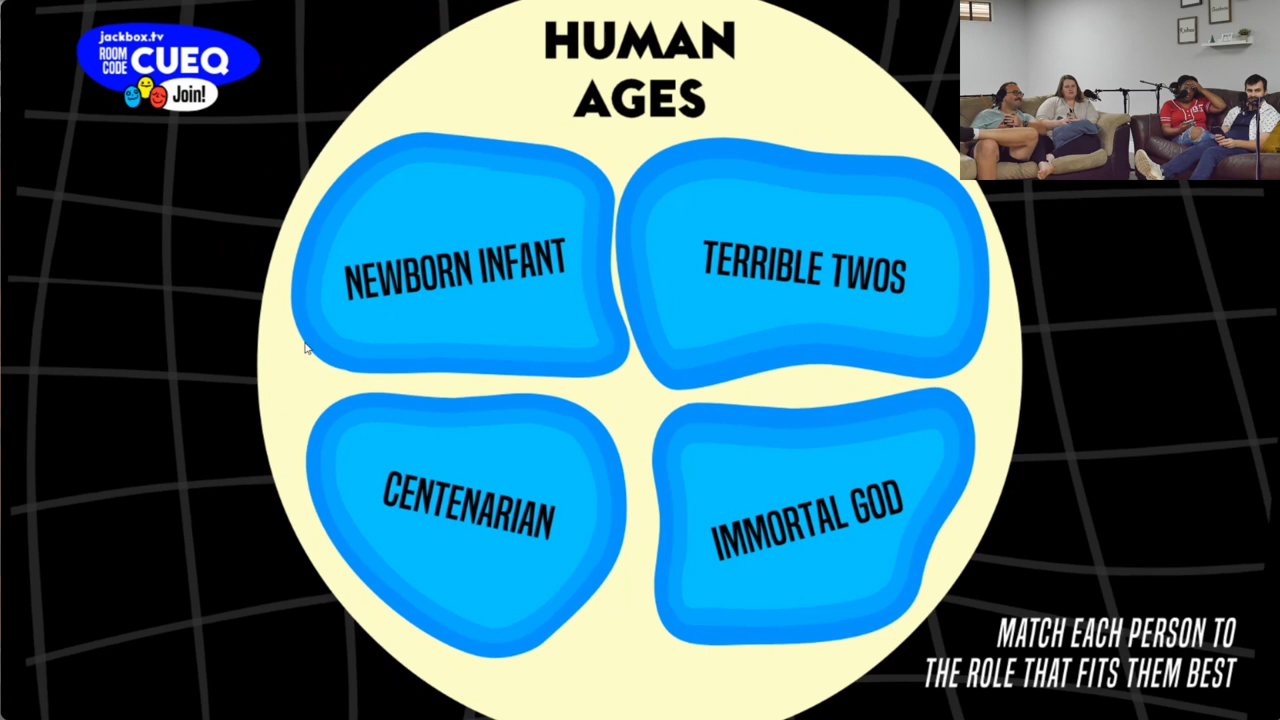 jackbox.tv
ROOM CODE CUEQ
Join!
HUMAN
AGES
NEWBORN INFANT
TERRIBLE TWOS
CENTENARIAN
IMMORTAL GOD
MATCH EACH PERSON TO
THE ROLE THAT FITS THEM BEST